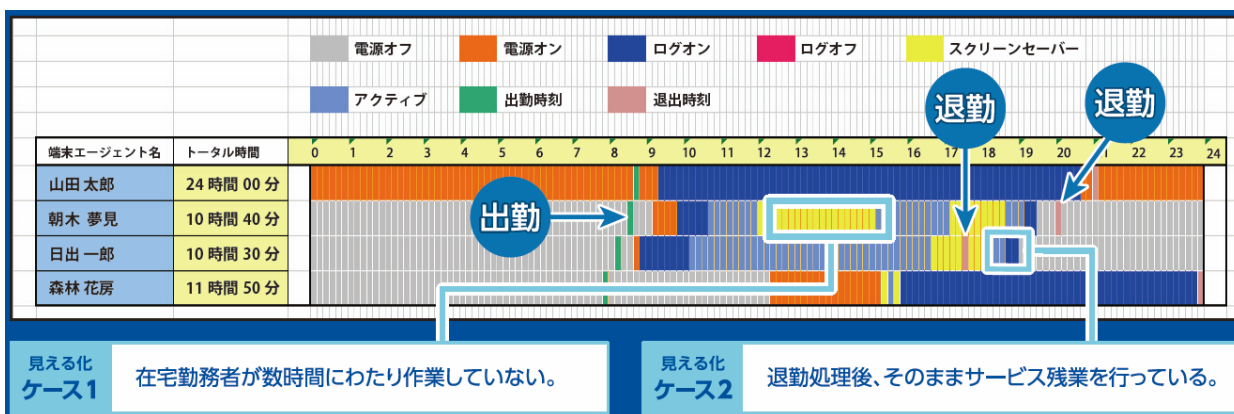 電源オフ 電源オン ログオン ログオフ スクリーンセーバー
アクティブ 出勤時刻 退出時刻
退勤 退勤
端末エージェント名 トータル時間 0 1 2 3 4 5 6 7 8 9 10 11 12 13 14 15 16 17 18 19 20 22 23 24
山田 太郎 24 時間 00 分
朝木 夢見 10 時間 40 分
出勤
日出 一郎 10 時間 30 分
森林 花房 11 時間 50 分
見える化
ケース1
在宅勤務者が数時間にわたり作業していない。
見える化
ケース2
退勤処理後、そのままサービス残業を行っている。